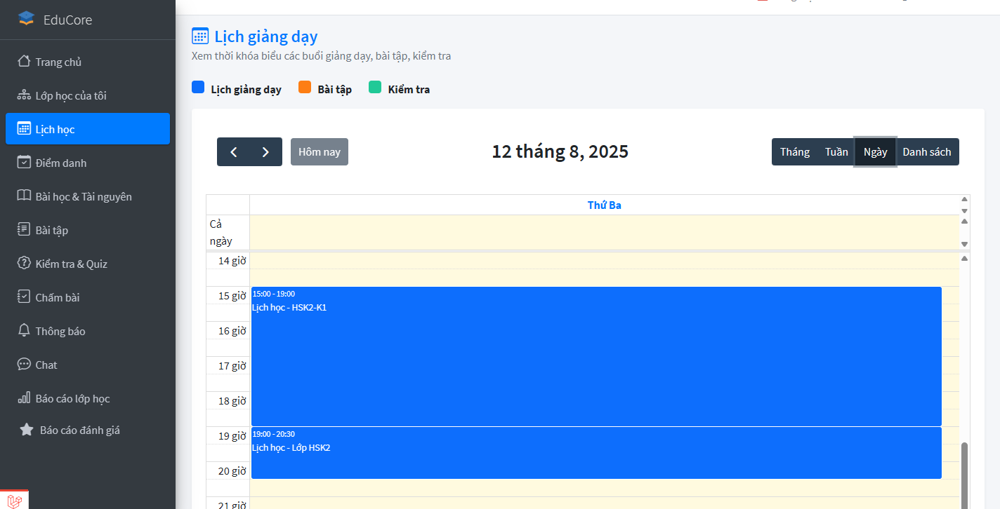 EduCore
Trang chủ
Lớp học của tôi
Lịch học
Điểm danh
Bài học & Tài nguyên
Bài tập
Kiểm tra & Quiz
Chấm bài
Thông báo
Chat
Báo cáo lớp học
Báo cáo đánh giá
Lịch giảng dạy
Xem thời khóa biểu các buổi giảng dạy, bài tập, kiểm tra
Lịch giảng dạy Bài tập Kiểm tra
Hôm nay
12 tháng 8, 2025
Tháng Tuần Ngày Danh sách
Thứ Ba
Cả
ngày
14 giờ
15 giờ
15:00 - 19:00
Lịch học - HSK2-K1
16 giờ
17 giờ
18 giờ
19 giờ
19:00 - 20:30
Lịch học - Lớp HSK2
20 giờ
21 giờ